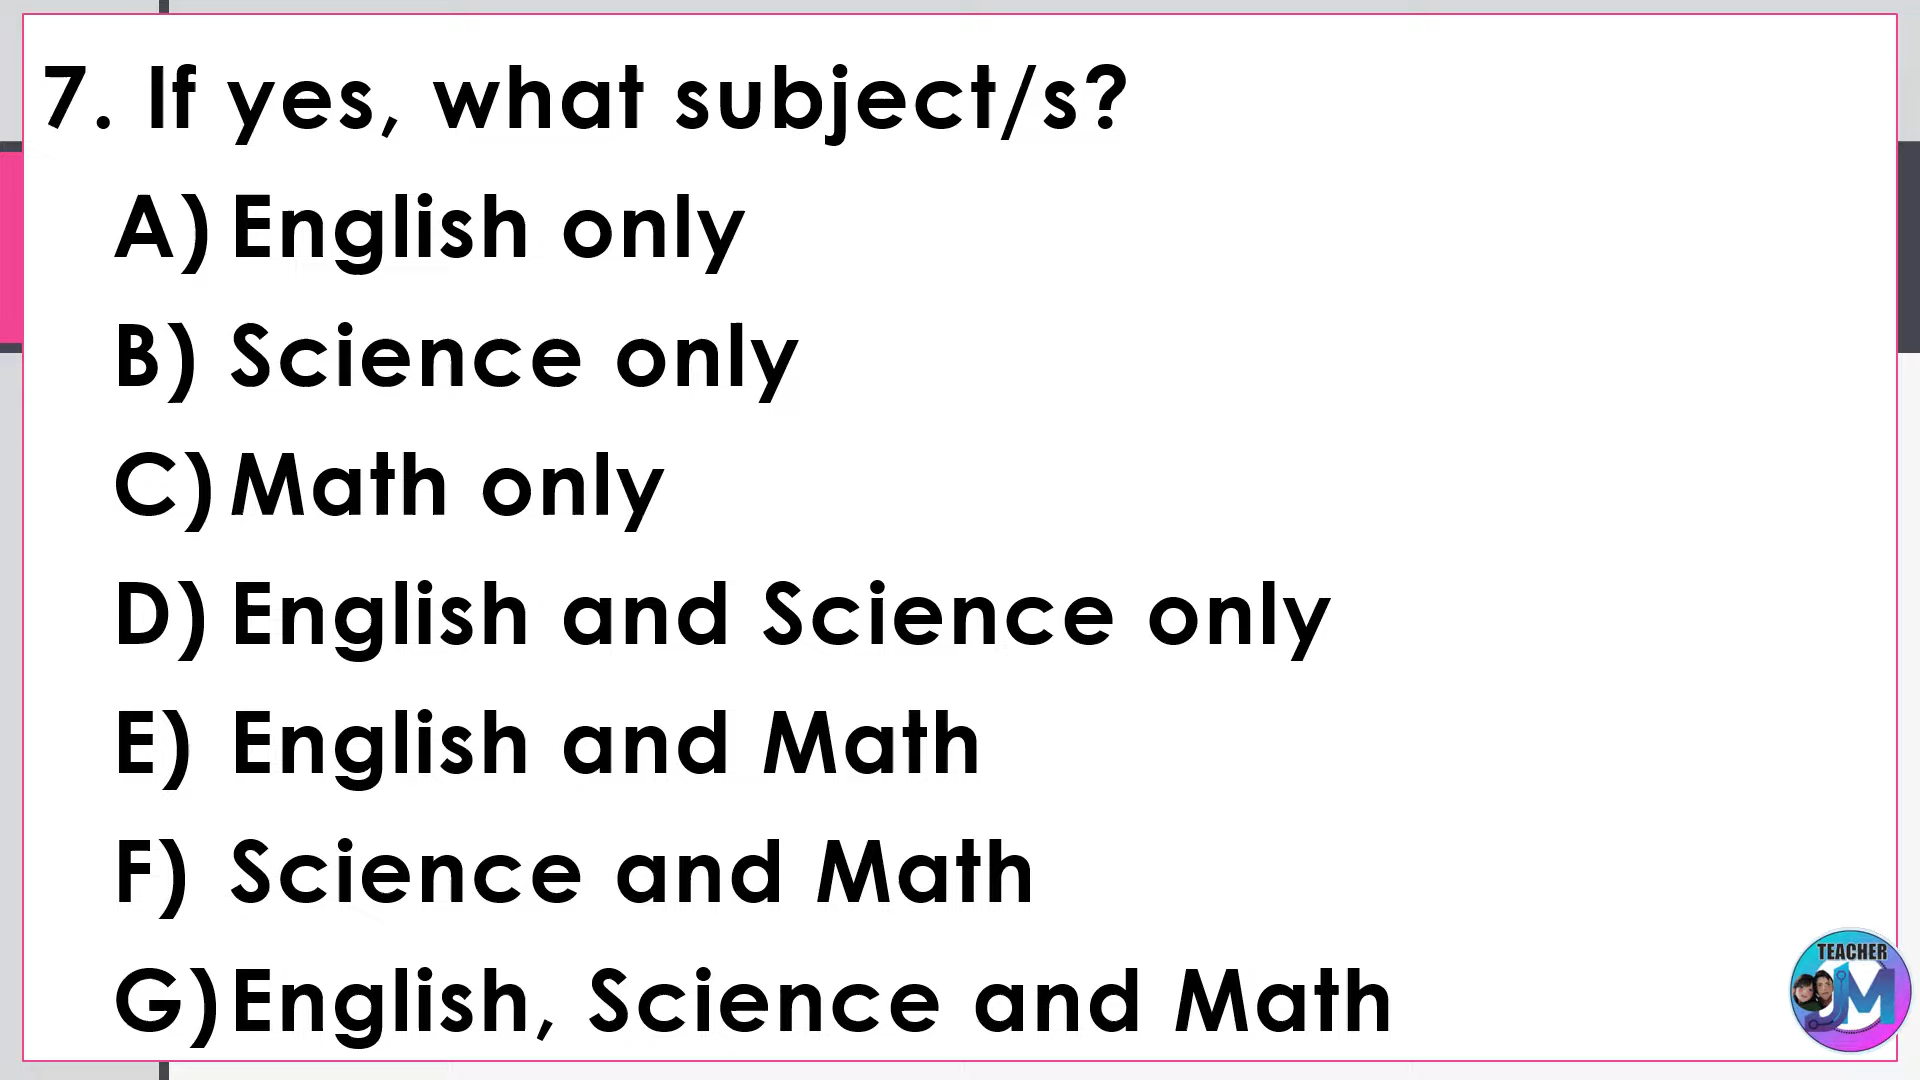 7. If yes, what subject/s?
A) English only
B) Science only
C) Math only
D) English and Science only
E) English and Math
F) Science and Math
G) English, Science and Math
TEACHER
JM